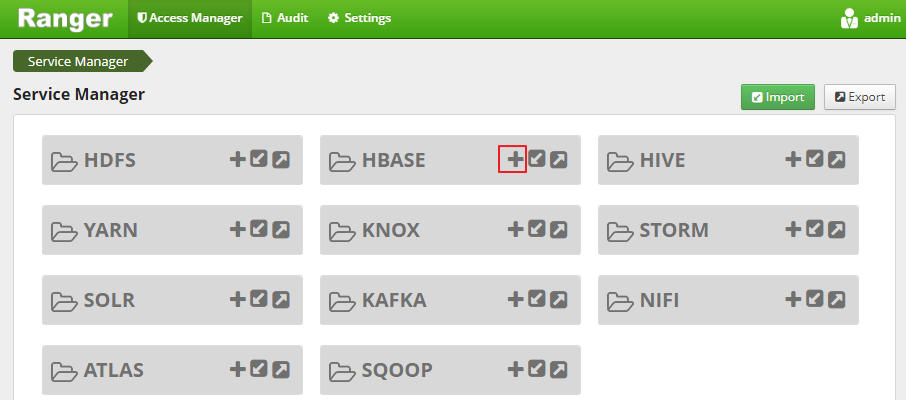 Ranger Access Manager Audit Settings admin
Service Manager
Service Manager Import Export
HDFS HBASE HIVE
YARN KNOX STORM
SOLR KAFKA NIFI
ATLAS SQOOP